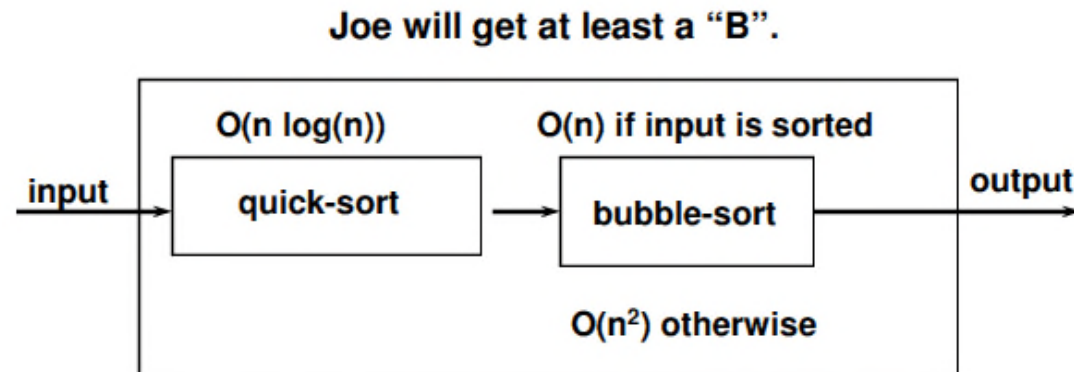 Joe will get at least a “B”.
O(n log(n))
O(n) if input is sorted
input
quick-sort
bubble-sort
output
O(n²) otherwise